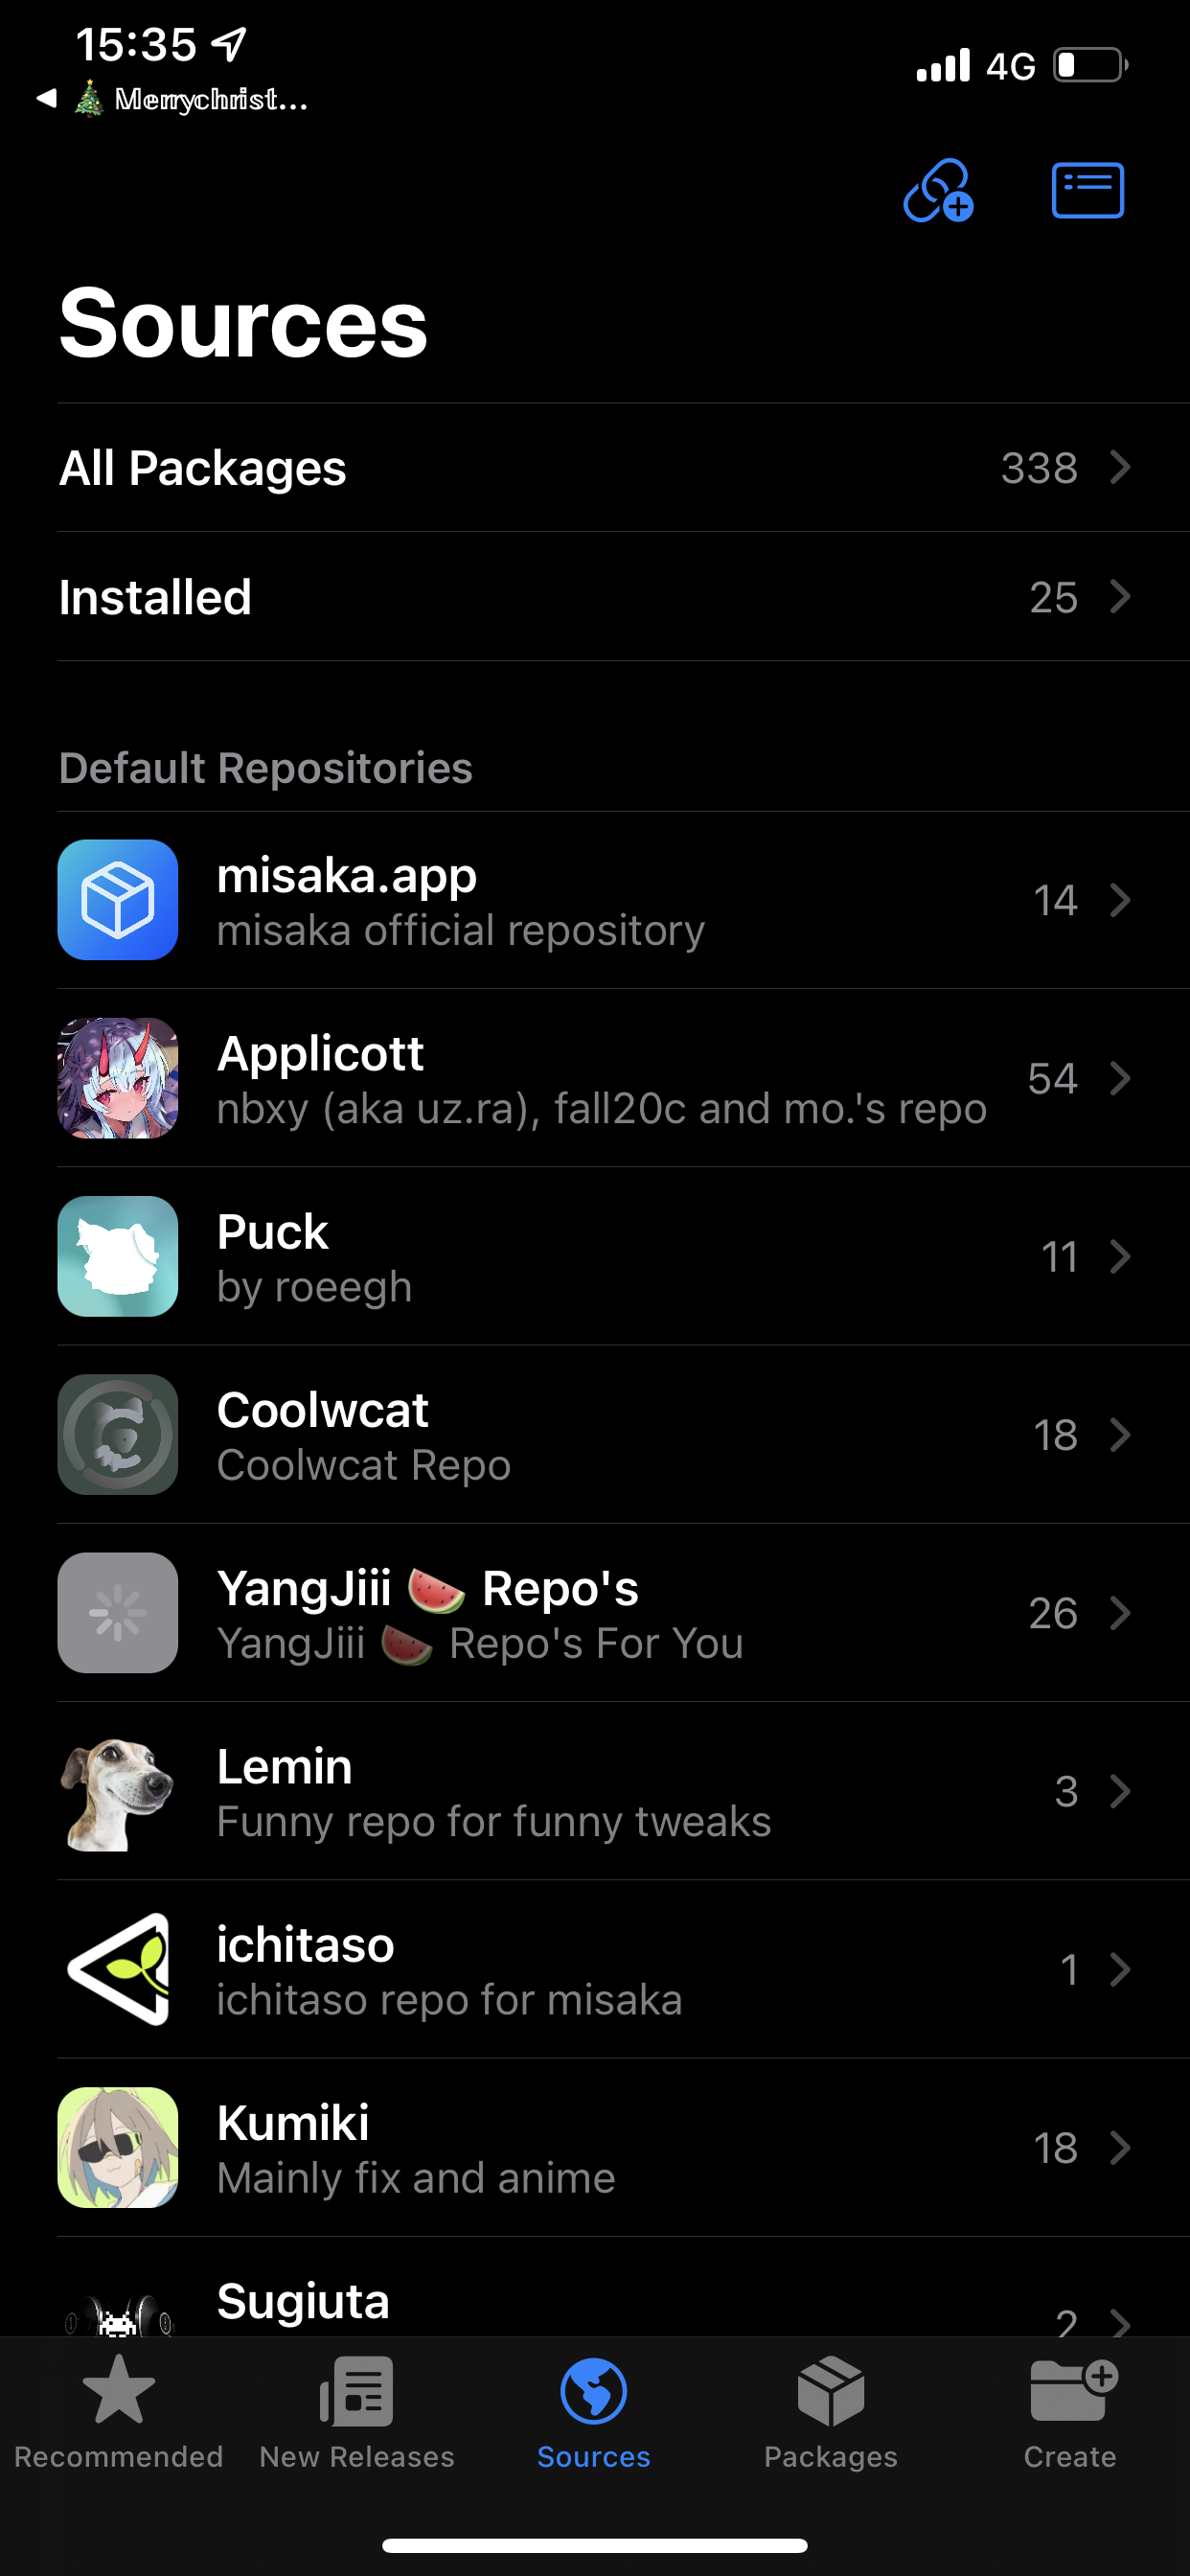 15:35
4G
🎄 Merrychrist...
Sources
All Packages
338
Installed
25
Default Repositories
misaka.app
misaka official repository
14
Applicott
nbxy (aka uz.ra), fall20c and mo.'s repo
54
Puck
by roeegh
11
Coolwcat
Coolwcat Repo
18
YangJiii 🍉 Repo's
YangJiii 🍉 Repo's For You
26
Lemin
Funny repo for funny tweaks
3
ichitaso
ichitaso repo for misaka
1
Kumiki
Mainly fix and anime
18
Sugiuta
2
Recommended
New Releases
Sources
Packages
Create